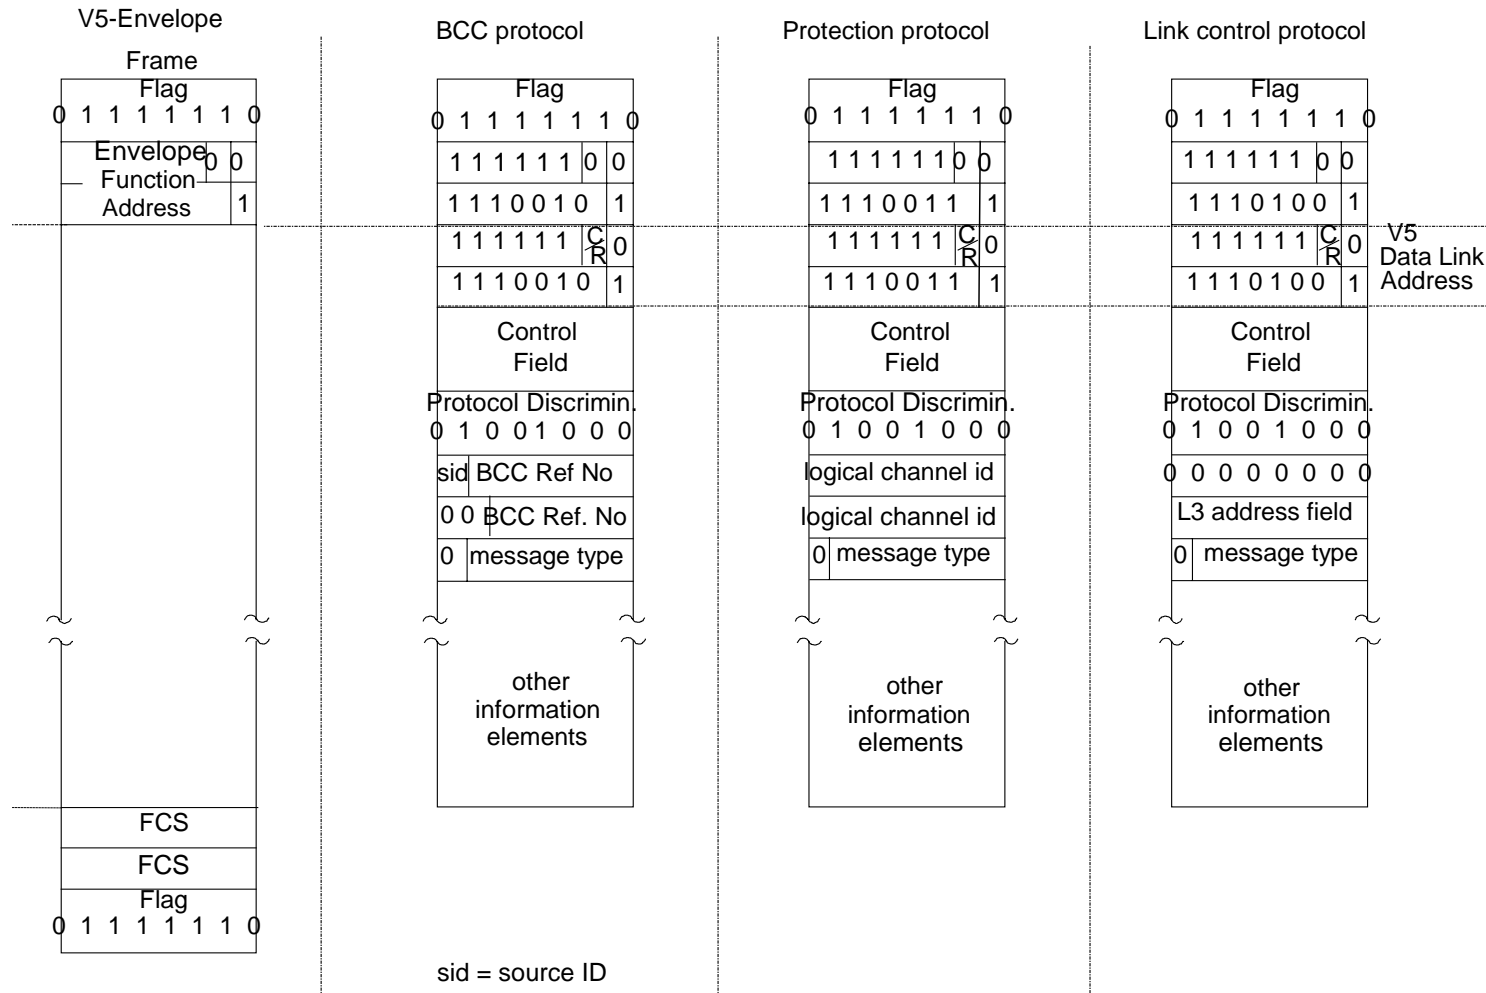 V5-Envelope
Frame
Flag
0 1 1 1 1 1 1 0
Envelope 0 0
Function
Address 1
FCS
FCS
Flag
0 1 1 1 1 1 1 0
BCC protocol
Flag
0 1 1 1 1 1 1 0
1 1 1 1 1 1 0 0
1 1 1 0 0 1 0 1
1 1 1 1 1 1 C/R 0
1 1 1 0 0 1 0 1
Control
Field
Protocol Discrimin.
0 1 0 0 1 0 0 0
sid BCC Ref No
0 0 BCC Ref. No
0 message type
other
information
elements
sid = source ID
Protection protocol
Flag
0 1 1 1 1 1 1 0
1 1 1 1 1 1 0 0
1 1 1 0 0 1 1 1
1 1 1 1 1 1 C/R 0
1 1 1 0 0 1 1 1
Control
Field
Protocol Discrimin.
0 1 0 0 1 0 0 0
logical channel id
logical channel id
0 message type
other
information
elements
Link control protocol
Flag
0 1 1 1 1 1 1 0
1 1 1 1 1 1 0 0
1 1 1 0 1 0 0 1
1 1 1 1 1 1 C/R 0
1 1 1 0 1 0 0 1
Control
Field
Protocol Discrimin.
0 1 0 0 1 0 0 0
0 0 0 0 0 0 0 0
L3 address field
0 message type
other
information
elements
V5
Data Link
Address